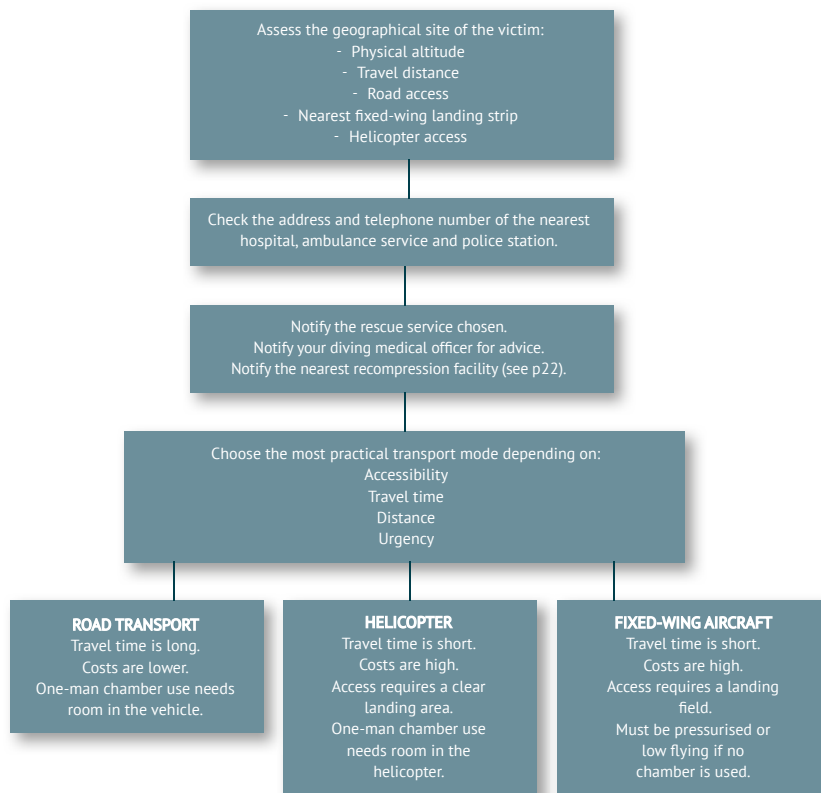 Assess the geographical site of the victim:
- Physical altitude
- Travel distance
- Road access
- Nearest fixed-wing landing strip
- Helicopter access
Check the address and telephone number of the nearest
hospital, ambulance service and police station.
Notify the rescue service chosen.
Notify your diving medical officer for advice.
Notify the nearest recompression facility (see p22).
Choose the most practical transport mode depending on:
Accessibility
Travel time
Distance
Urgency
ROAD TRANSPORT
Travel time is long.
Costs are lower.
One-man chamber use needs
room in the vehicle.
HELICOPTER
Travel time is short.
Costs are high.
Access requires a clear
landing area.
One-man chamber use
needs room in the
helicopter.
FIXED-WING AIRCRAFT
Travel time is short.
Costs are high.
Access requires a landing
field.
Must be pressurised or
low flying if no
chamber is used.